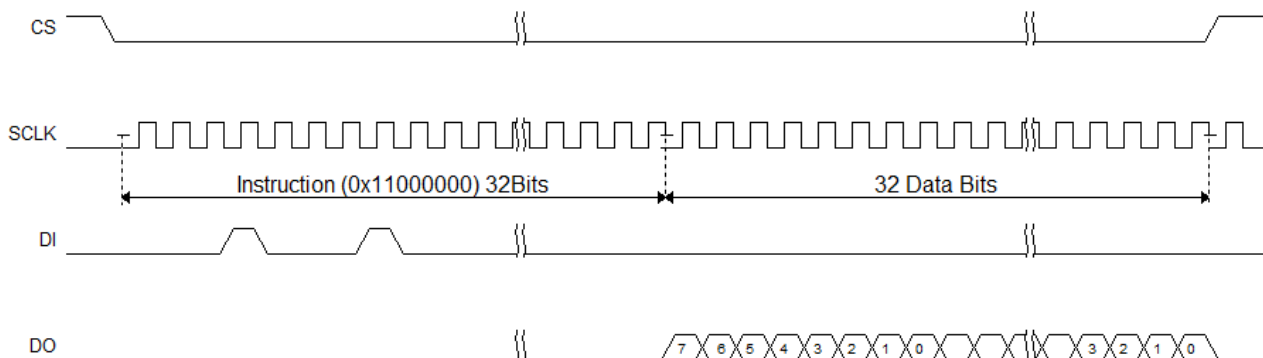 CS
SCLK
Instruction (0x11000000) 32Bits 32 Data Bits
DI
DO 7 6 5 4 3 2 1 0 3 2 1 0